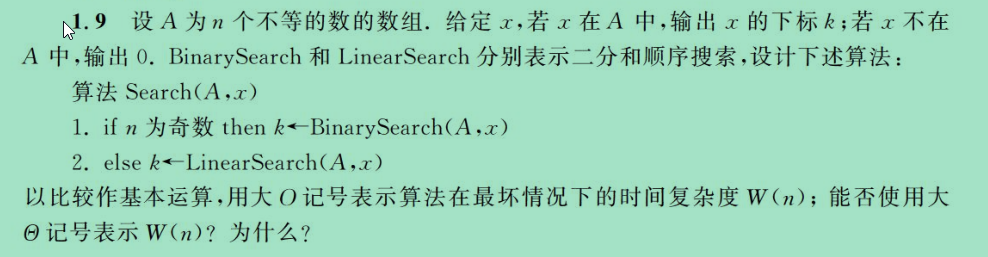 1.9 设 A 为 n 个不等的数的数组. 给定 x,若 x 在 A 中,输出 x 的下标 k;若 x 不在
A 中,输出 0. BinarySearch 和 LinearSearch 分别表示二分和顺序搜索,设计下述算法:
算法 Search(A,x)
1. if n 为奇数 then k←BinarySearch(A,x)
2. else k←LinearSearch(A,x)
以比较作基本运算,用大 O 记号表示算法在最坏情况下的时间复杂度 W(n); 能否使用大
Θ 记号表示 W(n)? 为什么?